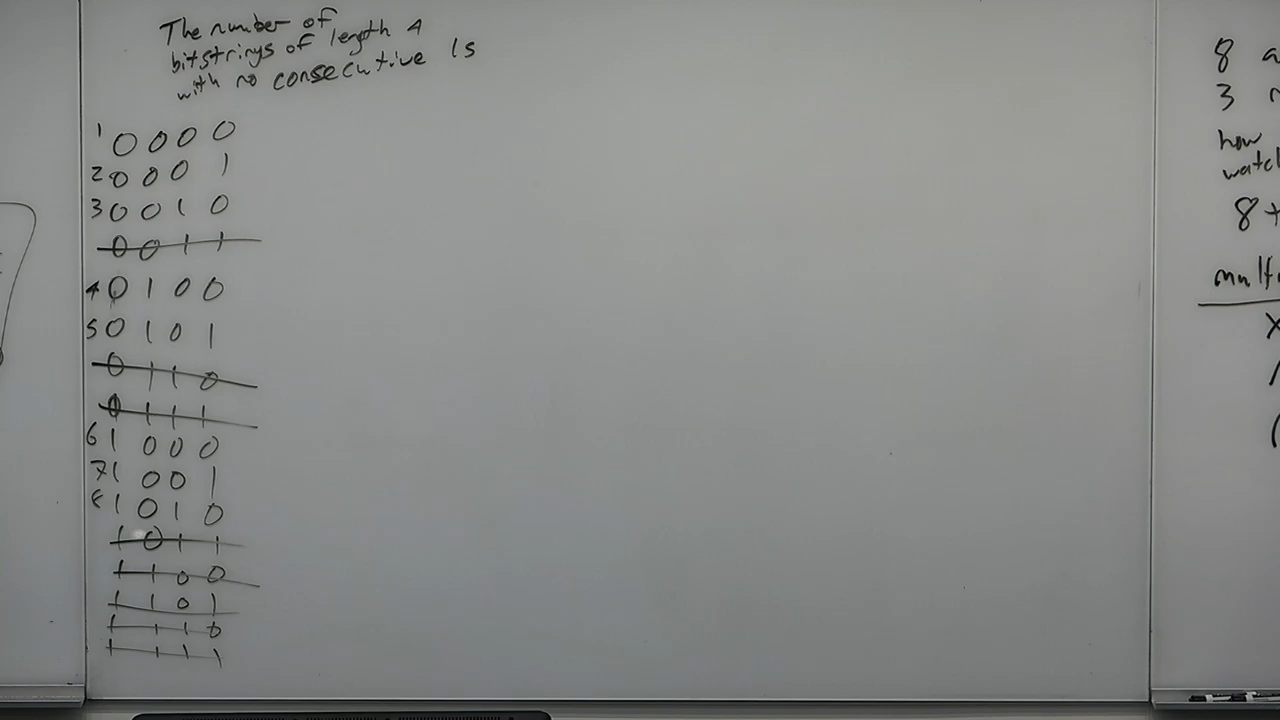 The number of
bitstrings of length 4
with no consecutive 1s
1 0 0 0 0
2 0 0 0 1
3 0 0 1 0
0 0 1 1
4 0 1 0 0
5 0 1 0 1
0 1 1 0
0 1 1 1
6 1 0 0 0
7 1 0 0 1
8 1 0 1 0
1 0 1 1
1 1 0 0
1 1 0 1
1 1 1 0
1 1 1 1
8
3
how
8 +